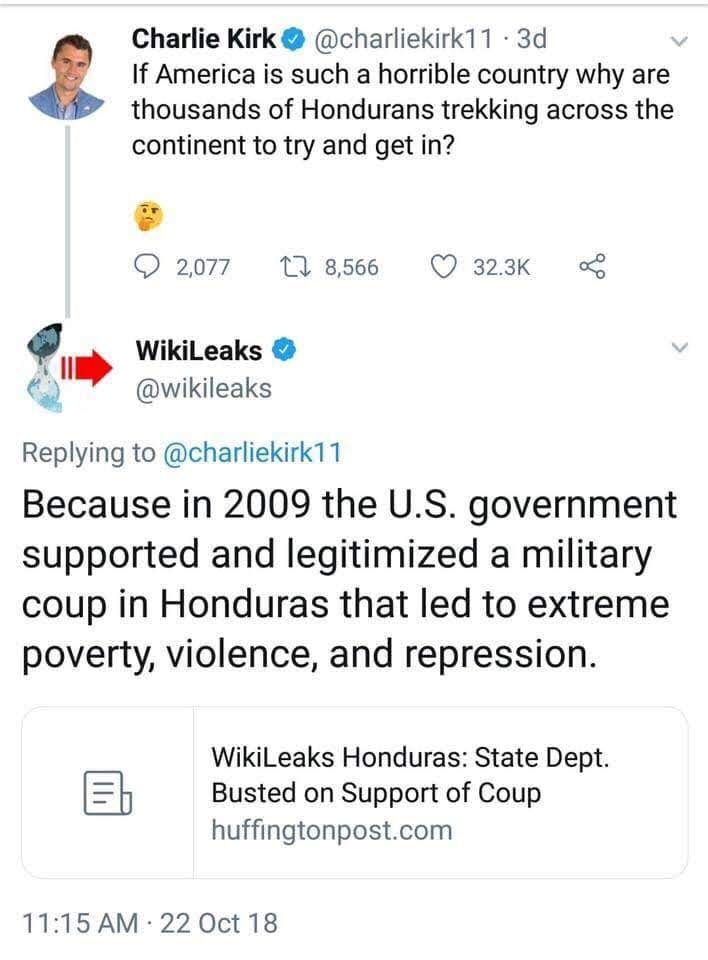 Charlie Kirk @charliekirk11 · 3d
If America is such a horrible country why are
thousands of Hondurans trekking across the
continent to try and get in?
🤔
2,077 8,566 32.3K
WikiLeaks
@wikileaks
Replying to @charliekirk11
Because in 2009 the U.S. government
supported and legitimized a military
coup in Honduras that led to extreme
poverty, violence, and repression.
WikiLeaks Honduras: State Dept.
Busted on Support of Coup
huffingtonpost.com
11:15 AM · 22 Oct 18